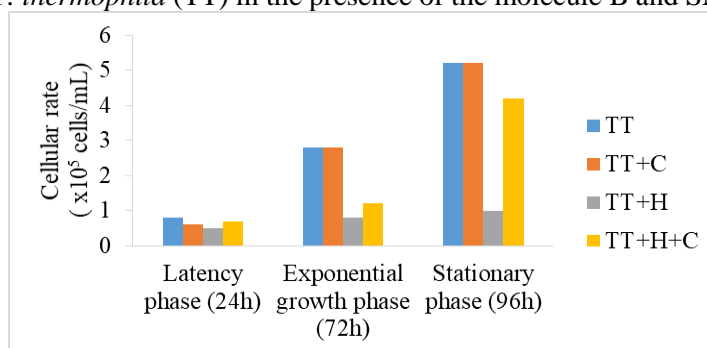 T. thermophila (TT) in the presence of the molecule B and
6
5
4
3
2
1
0
Cellular rate
( x10⁵ cells/mL)
Latency
phase (24h)
Exponential
growth phase
(72h)
Stationary
phase (96h)
TT
TT+C
TT+H
TT+H+C